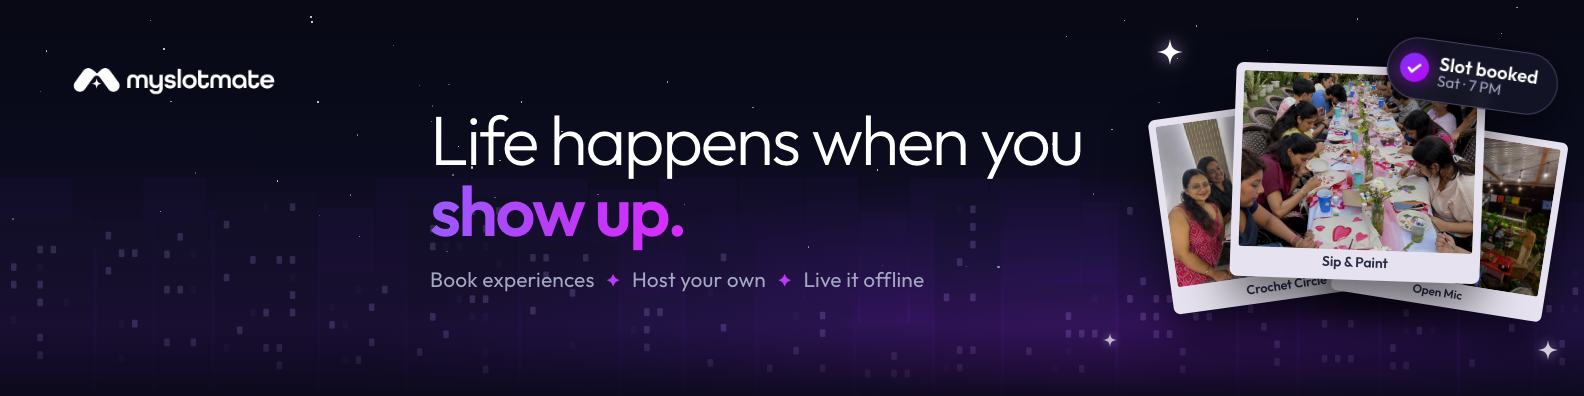 myslotmate
Life happens when you
show up.
Book experiences ✦ Host your own ✦ Live it offline
Slot booked
Sat · 7 PM
Sip & Paint
Crochet Circle
Open Mic